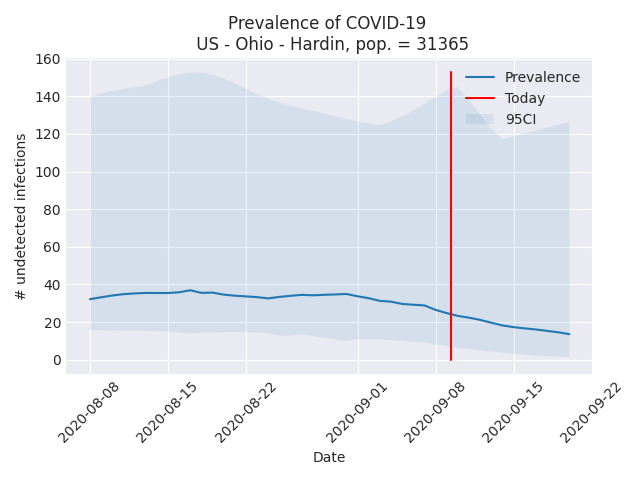 Prevalence of COVID-19
US - Ohio - Hardin, pop. = 31365
160
140
120
100
80
60
40
20
0
# undetected infections
Prevalence
Today
95CI
2020-08-08
2020-08-15
2020-08-22
2020-09-01
2020-09-08
2020-09-15
2020-09-22
Date